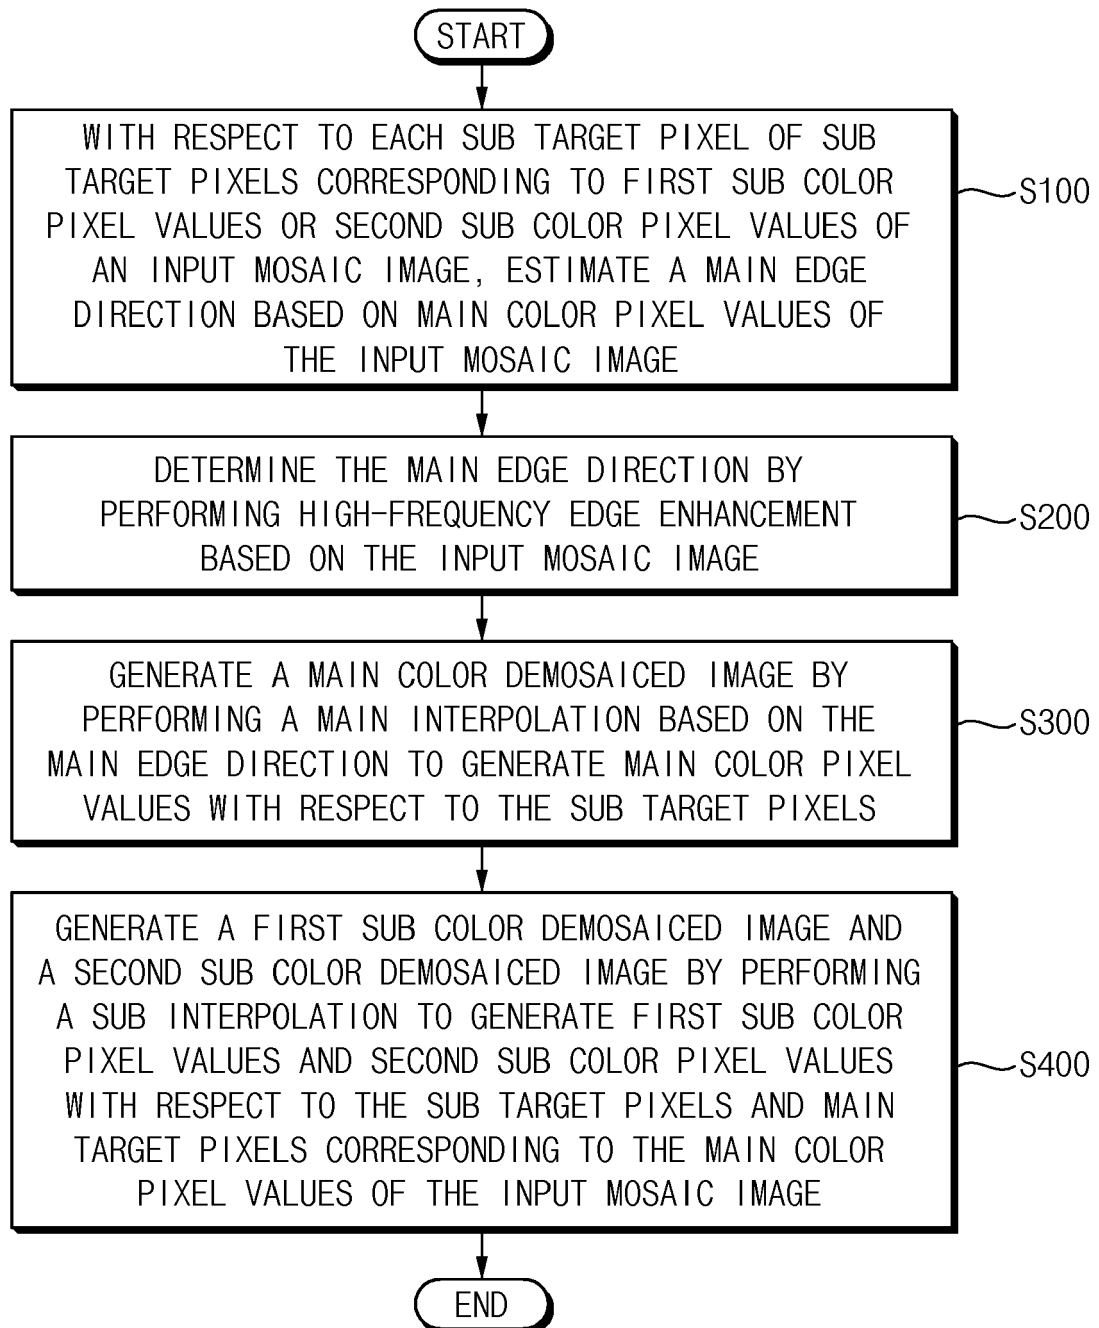 START
WITH RESPECT TO EACH SUB TARGET PIXEL OF SUB
TARGET PIXELS CORRESPONDING TO FIRST SUB COLOR
PIXEL VALUES OR SECOND SUB COLOR PIXEL VALUES OF
AN INPUT MOSAIC IMAGE, ESTIMATE A MAIN EDGE
DIRECTION BASED ON MAIN COLOR PIXEL VALUES OF
THE INPUT MOSAIC IMAGE
S100
DETERMINE THE MAIN EDGE DIRECTION BY
PERFORMING HIGH-FREQUENCY EDGE ENHANCEMENT
BASED ON THE INPUT MOSAIC IMAGE
S200
GENERATE A MAIN COLOR DEMOSAICED IMAGE BY
PERFORMING A MAIN INTERPOLATION BASED ON THE
MAIN EDGE DIRECTION TO GENERATE MAIN COLOR PIXEL
VALUES WITH RESPECT TO THE SUB TARGET PIXELS
S300
GENERATE A FIRST SUB COLOR DEMOSAICED IMAGE AND
A SECOND SUB COLOR DEMOSAICED IMAGE BY PERFORMING
A SUB INTERPOLATION TO GENERATE FIRST SUB COLOR
PIXEL VALUES AND SECOND SUB COLOR PIXEL VALUES
WITH RESPECT TO THE SUB TARGET PIXELS AND MAIN
TARGET PIXELS CORRESPONDING TO THE MAIN COLOR
PIXEL VALUES OF THE INPUT MOSAIC IMAGE
S400
END